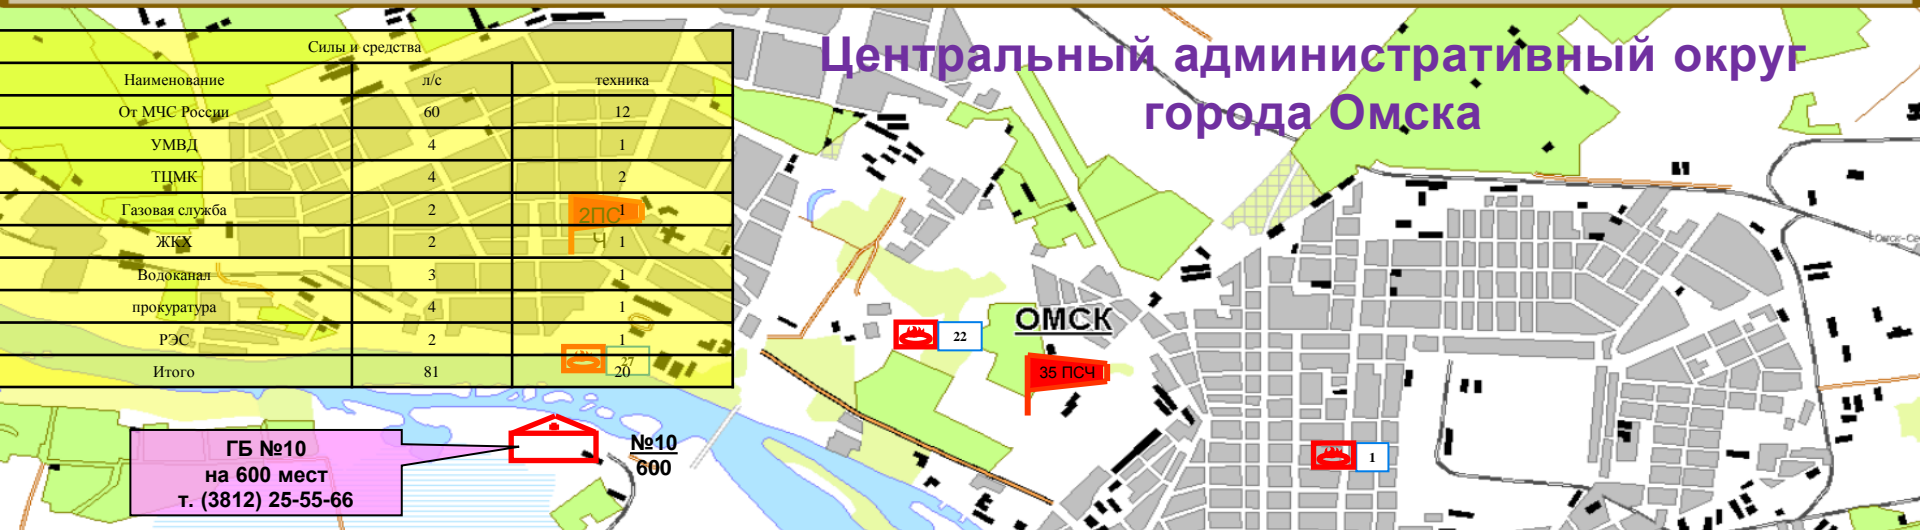 Центральный административный округ
города Омска
Силы и средства
Наименование л/с техника
От МЧС России 60 12
УМВД 4 1
ТЦМК 4 2
Газовая служба 2 1
ЖКХ 2 1
Водоканал 3 1
прокуратура 4 1
РЭС 2 1
Итого 81 20
2ПС
Ч
27
22
ОМСК
35 ПСЧ
1
ГБ №10
на 600 мест
т. (3812) 25-55-66
№10
600